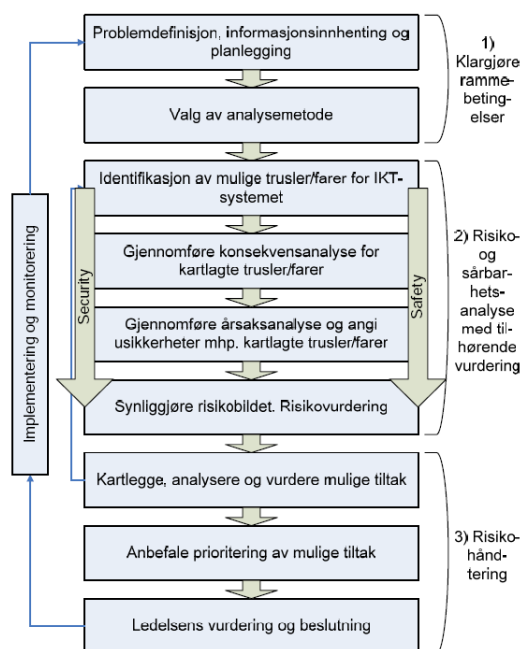 Problemdefinisjon, informasjonsinnhenting og
planlegging
Valg av analysemetode
1)
Klargjøre
ramme-
beting-
elser
Identifikasjon av mulige trusler/farer for IKT-
systemet
Gjennomføre konsekvensanalyse for
kartlagte trusler/farer
Gjennomføre årsaksanalyse og angi
usikkerheter mhp. kartlagte trusler/farer
Synliggjøre risikobildet. Risikovurdering
Security
Safety
2) Risiko-
og
sårbar-
hets-
analyse
med til-
hørende
vurdering
Implementering og monitorering
Kartlegge, analysere og vurdere mulige tiltak
Anbefale prioritering av mulige tiltak
Ledelsens vurdering og beslutning
3) Risiko-
hånd-
tering